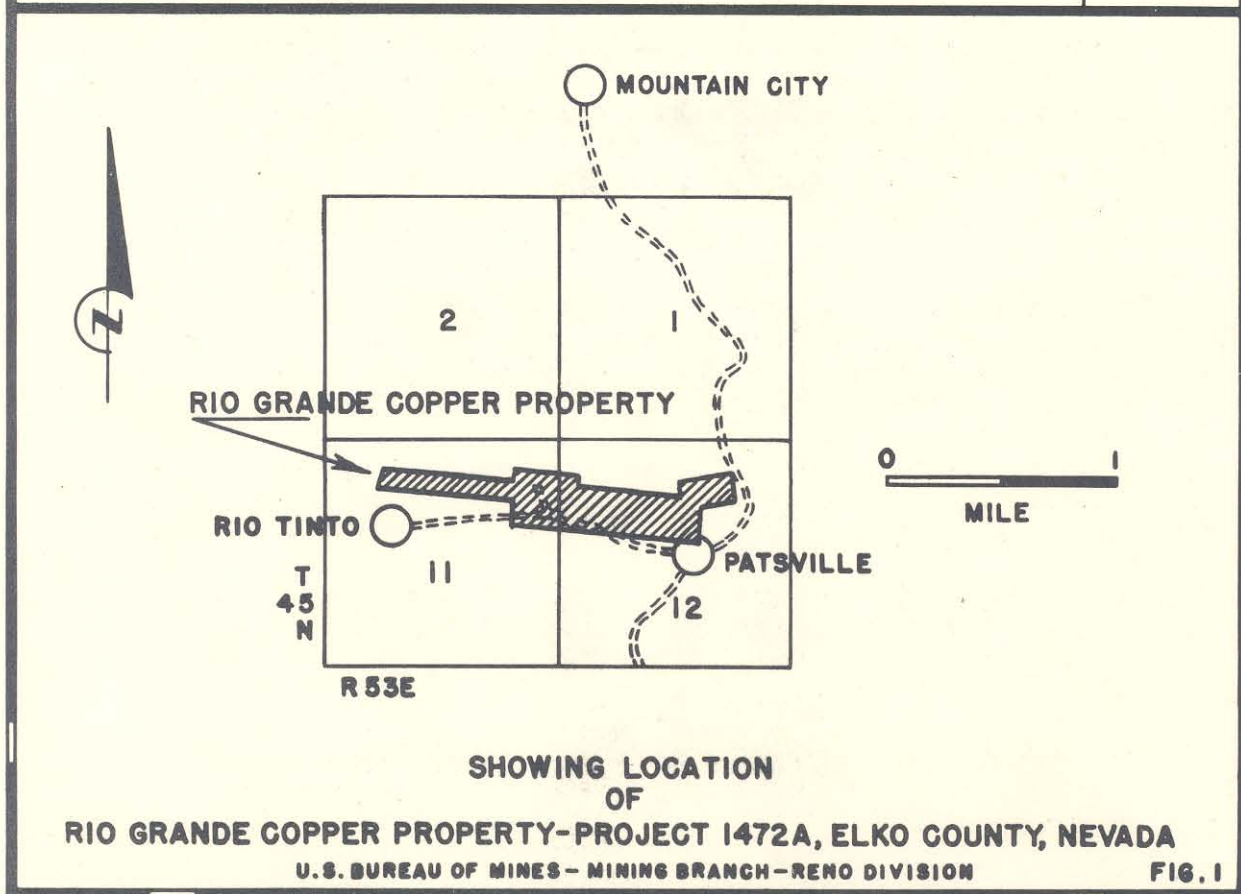 MOUNTAIN CITY
N
2
1
RIO GRANDE COPPER PROPERTY
0 1
MILE
RIO TINTO
PATSVILLE
11
12
T
45
N
R 53E
SHOWING LOCATION
OF
RIO GRANDE COPPER PROPERTY-PROJECT 1472A, ELKO COUNTY, NEVADA
U.S. BUREAU OF MINES - MINING BRANCH - RENO DIVISION
FIG. 1